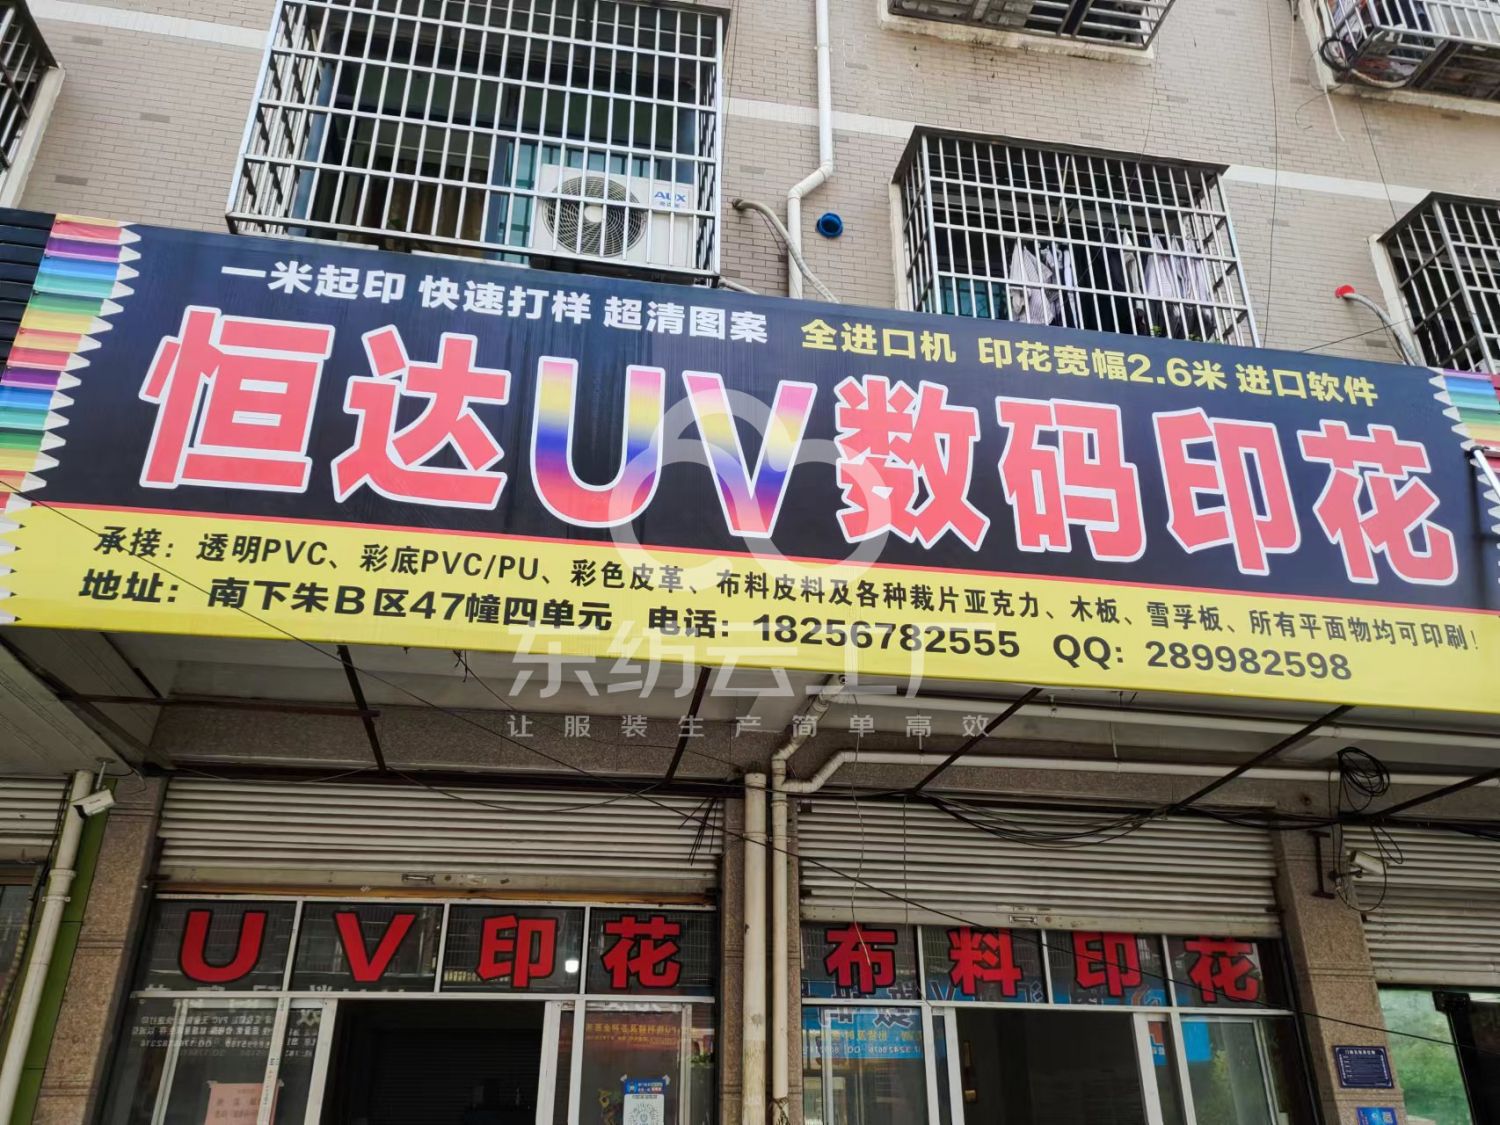 AUX
一米起印 快速打样 超清图案 全进口机 印花宽幅2.6米 进口软件
恒达UV数码印花
承接：透明PVC、彩底PVC/PU、彩色皮革、布料皮料及各种裁片亚克力、木板、雪孚板、所有平面物均可印刷！
地址：南下朱B区47幢四单元 电话：18256782555 QQ：289982598
东纺云工厂
让服装生产简单高效
UV印花 布料印花